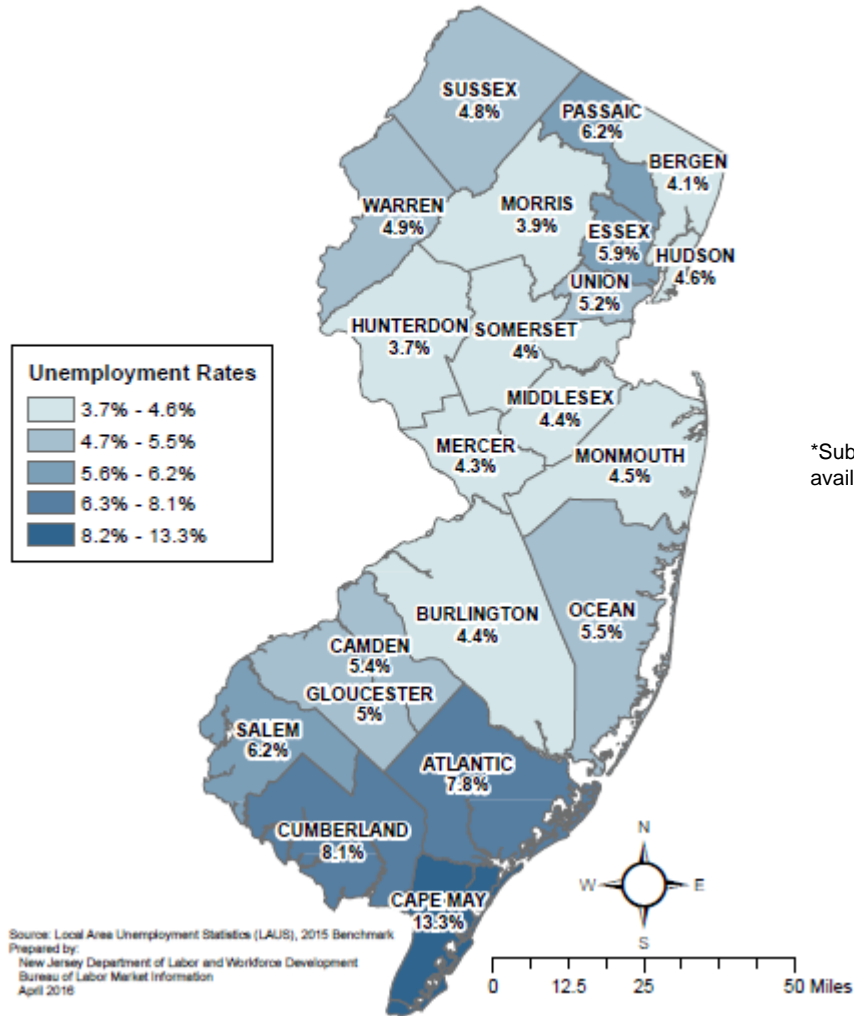 SUSSEX
4.8%
PASSAIC
6.2%
BERGEN
4.1%
WARREN
4.9%
MORRIS
3.9%
ESSEX
5.9%
HUDSON
4.6%
UNION
5.2%
HUNTERDON
3.7%
SOMERSET
4%
MIDDLESEX
4.4%
MERCER
4.3%
MONMOUTH
4.5%
Unemployment Rates
3.7% - 4.6%
4.7% - 5.5%
5.6% - 6.2%
6.3% - 8.1%
8.2% - 13.3%
*Sub
avail
BURLINGTON
4.4%
OCEAN
5.5%
CAMDEN
5.4%
GLOUCESTER
5%
SALEM
6.2%
ATLANTIC
7.8%
CUMBERLAND
8.1%
CAPE MAY
13.3%
N
W E
S
Source: Local Area Unemployment Statistics (LAUS), 2015 Benchmark
Prepared by:
New Jersey Department of Labor and Workforce Development
Bureau of Labor Market Information
April 2016
0 12.5 25 50 Miles